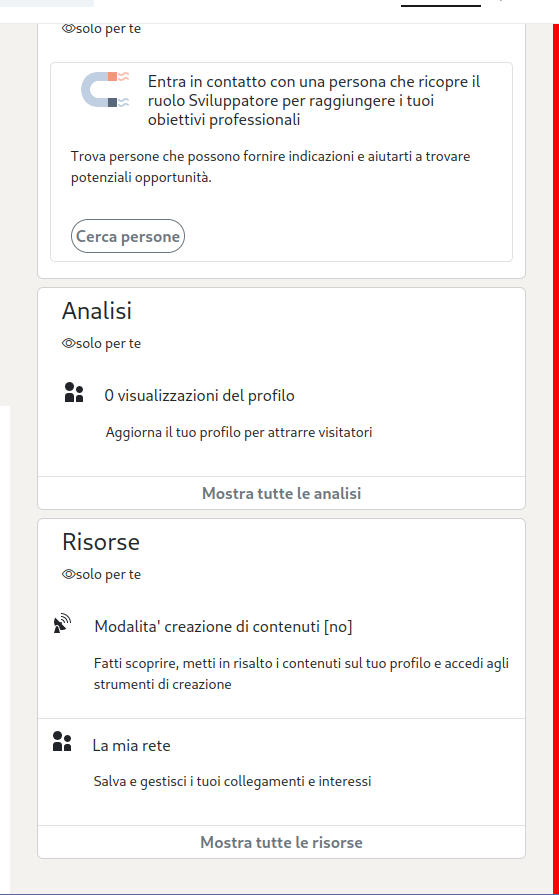 solo per te
Entra in contatto con una persona che ricopre il
ruolo Sviluppatore per raggiungere i tuoi
obiettivi professionali
Trova persone che possono fornire indicazioni e aiutarti a trovare
potenziali opportunità.
Cerca persone
Analisi
solo per te
0 visualizzazioni del profilo
Aggiorna il tuo profilo per attrarre visitatori
Mostra tutte le analisi
Risorse
solo per te
Modalita' creazione di contenuti [no]
Fatti scoprire, metti in risalto i contenuti sul tuo profilo e accedi agli
strumenti di creazione
La mia rete
Salva e gestisci i tuoi collegamenti e interessi
Mostra tutte le risorse